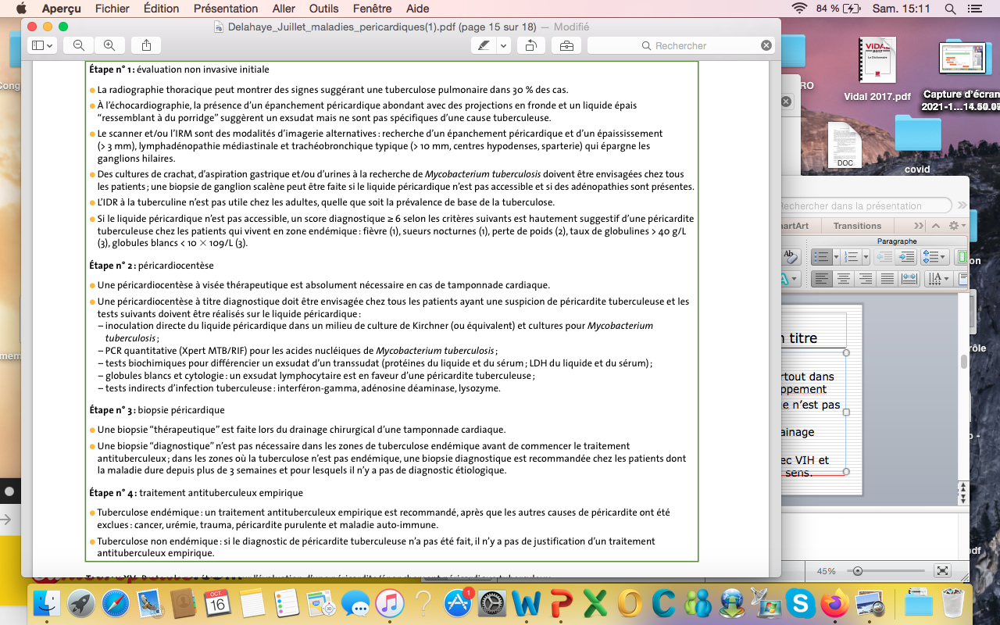 Aperçu Fichier Édition Présentation Aller Outils Fenêtre Aide 84 % Sam. 15:11
Delahaye_Juillet_maladies_pericardiques(1).pdf (page 15 sur 18) — Modifié
Rechercher
Étape n° 1 : évaluation non invasive initiale
La radiographie thoracique peut montrer des signes suggérant une tuberculose pulmonaire dans 30 % des cas.
À l’échocardiographie, la présence d’un épanchement péricardique abondant avec des projections en fronde et un liquide épais
“ressemblant à du porridge” suggèrent un exsudat mais ne sont pas spécifiques d’une cause tuberculeuse.
Le scanner et/ou l’IRM sont des modalités d’imagerie alternatives : recherche d’un épanchement péricardique et d’un épaississement
(> 3 mm), lymphadénopathie médiastinale et trachéobronchique typique (> 10 mm, centres hypodenses, sparterie) qui épargne les
ganglions hilaires.
Des cultures de crachat, d’aspiration gastrique et/ou d’urines à la recherche de Mycobacterium tuberculosis doivent être envisagées chez tous
les patients ; une biopsie de ganglion scalène peut être faite si le liquide péricardique n’est pas accessible et si des adénopathies sont présentes.
L’IDR à la tuberculine n’est pas utile chez les adultes, quelle que soit la prévalence de base de la tuberculose.
Si le liquide péricardique n’est pas accessible, un score diagnostique ≥ 6 selon les critères suivants est hautement suggestif d’une péricardite
tuberculeuse chez les patients qui vivent en zone endémique : fièvre (1), sueurs nocturnes (1), perte de poids (2), taux de globulines > 40 g/L
(3), globules blancs < 10 × 109/L (3).
Étape n° 2 : péricardiocentèse
Une péricardiocentèse à visée thérapeutique est absolument nécessaire en cas de tamponnade cardiaque.
Une péricardiocentèse à titre diagnostique doit être envisagée chez tous les patients ayant une suspicion de péricardite tuberculeuse et les
tests suivants doivent être réalisés sur le liquide péricardique :
– inoculation directe du liquide péricardique dans un milieu de culture de Kirchner (ou équivalent) et cultures pour Mycobacterium
tuberculosis ;
– PCR quantitative (Xpert MTB/RIF) pour les acides nucléiques de Mycobacterium tuberculosis ;
– tests biochimiques pour différencier un exsudat d’un transsudat (protéines du liquide et du sérum ; LDH du liquide et du sérum) ;
– globules blancs et cytologie : un exsudat lymphocytaire est en faveur d’une péricardite tuberculeuse ;
– tests indirects d’infection tuberculeuse : interféron-gamma, adénosine déaminase, lysozyme.
Étape n° 3 : biopsie péricardique
Une biopsie “thérapeutique” est faite lors du drainage chirurgical d’une tamponnade cardiaque.
Une biopsie “diagnostique” n’est pas nécessaire dans les zones de tuberculose endémique avant de commencer le traitement
antituberculeux ; dans les zones où la tuberculose n’est pas endémique, une biopsie diagnostique est recommandée chez les patients dont
la maladie dure depuis plus de 3 semaines et pour lesquels il n’y a pas de diagnostic étiologique.
Étape n° 4 : traitement antituberculeux empirique
Tuberculose endémique : un traitement antituberculeux empirique est recommandé, après que les autres causes de péricardite ont été
exclues : cancer, urémie, trauma, péricardite purulente et maladie auto-immune.
Tuberculose non endémique : si le diagnostic de péricardite tuberculeuse n’a pas été fait, il n’y a pas de justification d’un traitement
antituberculeux empirique.
RO
VIDAL
2017
Le Dictionnaire
Vidal 2017.pdf
Capture d'écran
DOC
covid
Rechercher dans la présentation
martArt Transitions
Paragraphe
on
n titre
rtout dans
ppement
e n'est pas
ainage
ec VIH et
sens.
rôle
pdf
45%
Cong
mem
OCT.
16
1